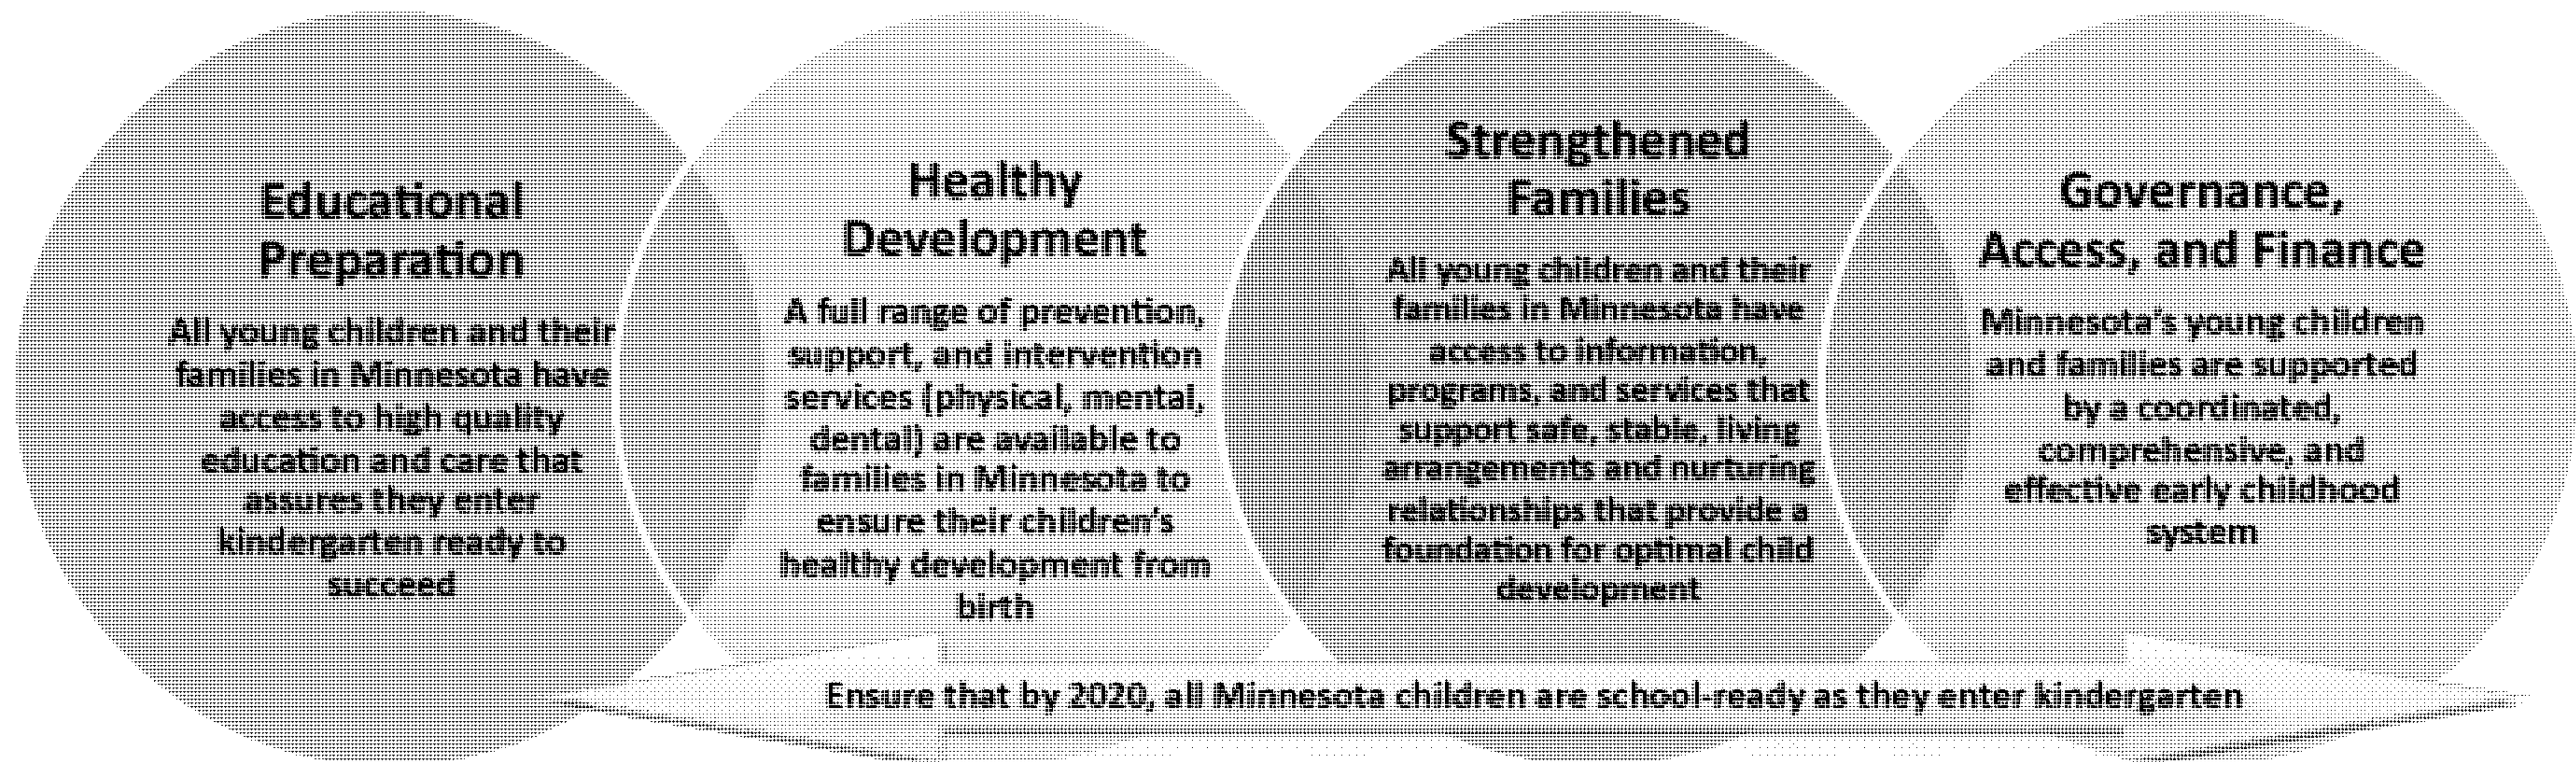 Educational
Preparation
All young children and their
families in Minnesota have
access to high quality
education and care that
assures they enter
kindergarten ready to
succeed
Healthy
Development
A full range of prevention,
support, and intervention
services (physical, mental,
dental) are available to
families in Minnesota to
ensure their children's
healthy development from
birth
Strengthened
Families
All young children and their
families in Minnesota have
access to information,
programs, and services that
support safe, stable, living
arrangements and nurturing
relationships that provide a
foundation for optimal child
development
Governance,
Access, and Finance
Minnesota's young children
and families are supported
by a coordinated,
comprehensive, and
effective early childhood
system
Ensure that by 2020, all Minnesota children are school-ready as they enter kindergarten